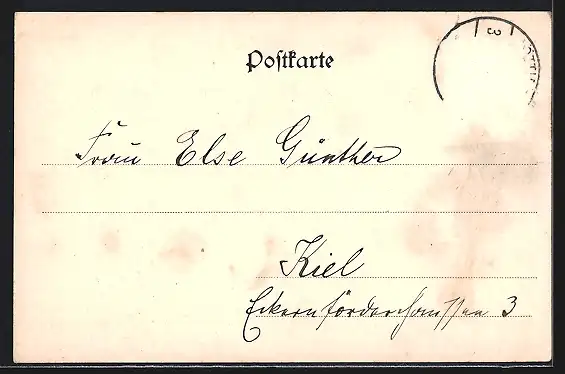 Postkarte
Frau Else Günther
Kiel
Eckernförderchaussee 3